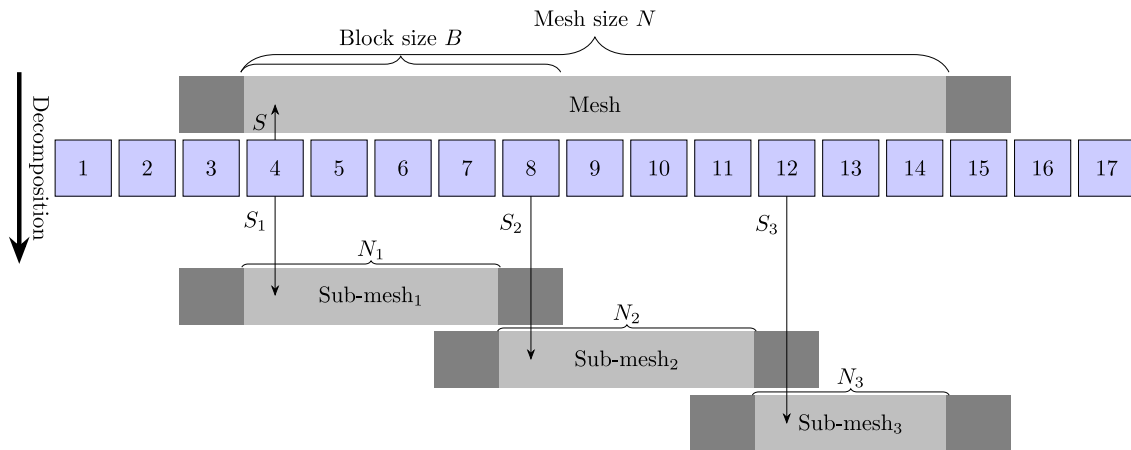 Mesh size N
Block size B
Decomposition
Mesh
S
1 2 3 4 5 6 7 8 9 10 11 12 13 14 15 16 17
S₁ S₂ S₃
N₁
Sub-mesh₁
N₂
Sub-mesh₂
N₃
Sub-mesh₃